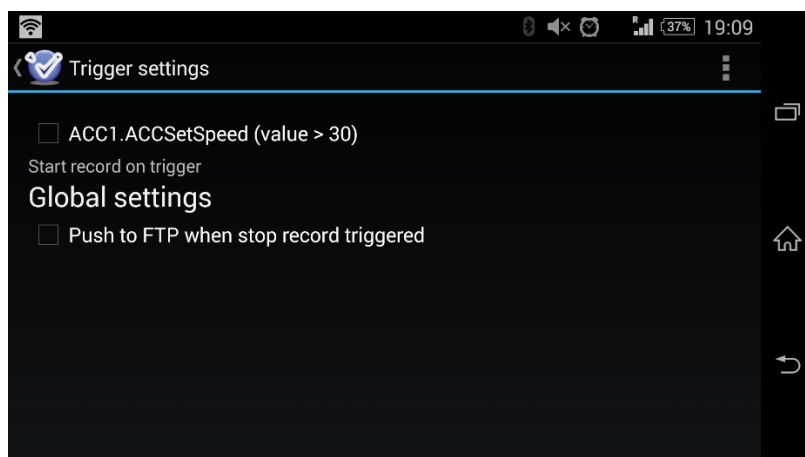 R 37% 19:09
Trigger settings
ACC1.ACCSetSpeed (value > 30)
Start record on trigger
Global settings
Push to FTP when stop record triggered